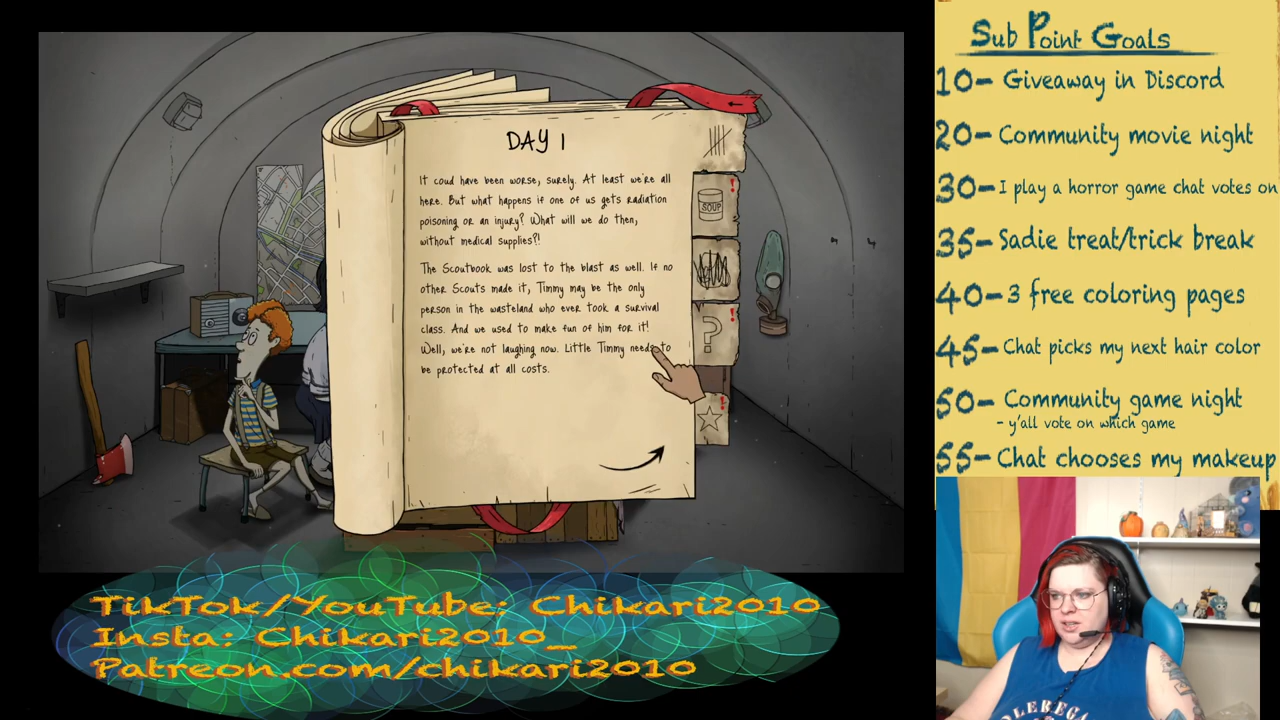 DAY 1
It coud have been worse, surely. At least we're all
here. But what happens if one of us gets radiation
poisoning or an injury? What will we do then,
without medical supplies?!
The Scoutbook was lost to the blast as well. If no
other Scouts made it, Timmy may be the only
person in the wasteland who ever took a survival
class. And we used to make fun of him for it!
Well, we're not laughing now. Little Timmy needs to
be protected at all costs.
SOUP
!
?
!
!
TikTok/YouTube: Chikari2010
Insta: Chikari2010_
Patreon.com/chikari2010
Sub Point Goals
10- Giveaway in Discord
20- Community movie night
30- I play a horror game chat votes on
35- Sadie treat/trick break
40- 3 free coloring pages
45- Chat picks my next hair color
50- Community game night
- y'all vote on which game
55- Chat chooses my makeup